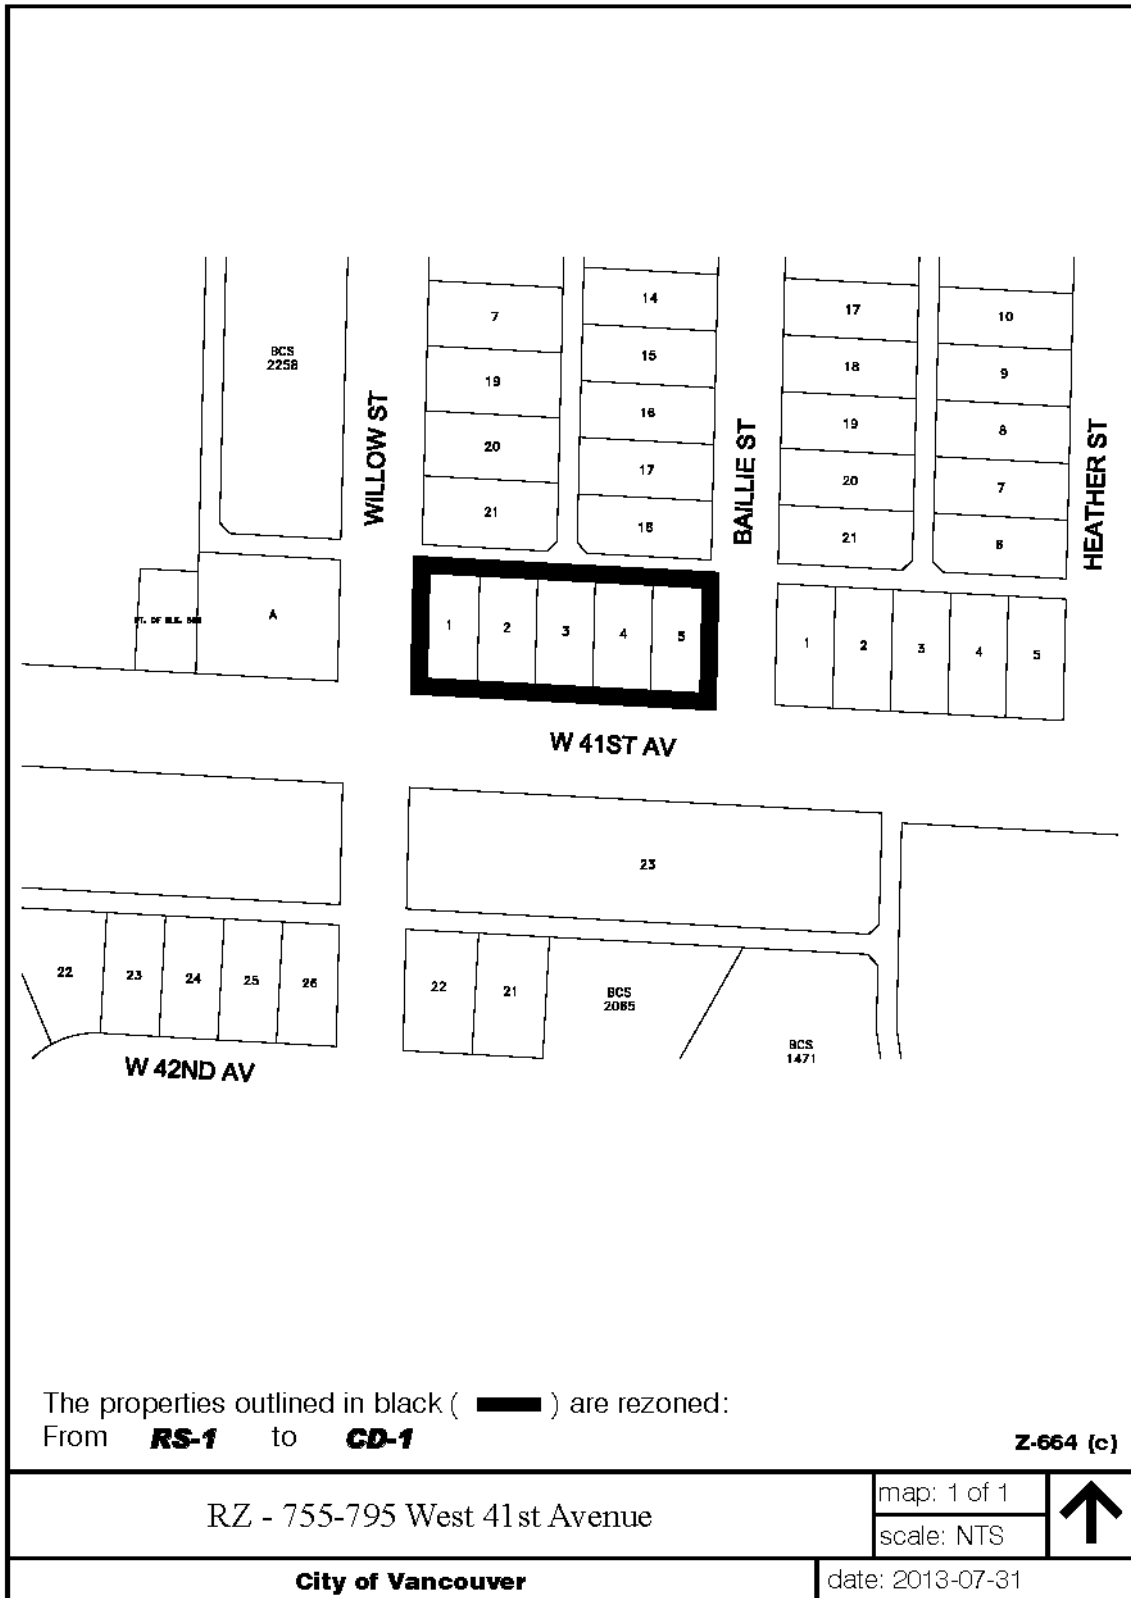 14
17
7
10
BCS
2258
15
18
9
19
16
WILLOW ST
BAILLIE ST
HEATHER ST
19
8
20
17
20
7
21
18
21
6
A
1 2 3 4 5
1 2 3 4 5
W 41ST AV
23
22 23 24 25 26
22 21
BCS
2085
BCS
1471
W 42ND AV
The properties outlined in black ( ) are rezoned:
From RS-1 to CD-1
Z-664 (c)
RZ - 755-795 West 41st Avenue
map: 1 of 1
scale: NTS
City of Vancouver
date: 2013-07-31